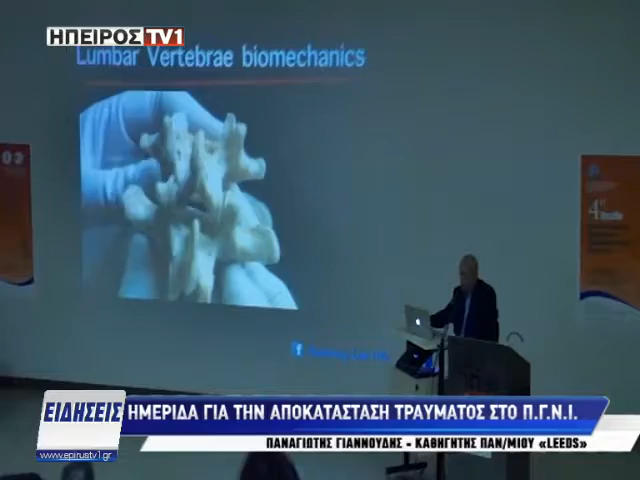 ΗΠΕΙΡΟΣ TV1
Lumbar Vertebrae biomechanics
4th
ΕΙΔΗΣΕΙΣ
www.epirustv1.gr
ΗΜΕΡΙΔΑ ΓΙΑ ΤΗΝ ΑΠΟΚΑΤΑΣΤΑΣΗ ΤΡΑΥΜΑΤΟΣ ΣΤΟ Π.Γ.Ν.Ι.
ΠΑΝΑΓΙΩΤΗΣ ΓΙΑΝΝΟΥΔΗΣ - ΚΑΘΗΓΗΤΗΣ ΠΑΝ/ΜΙΟΥ «LEEDS»